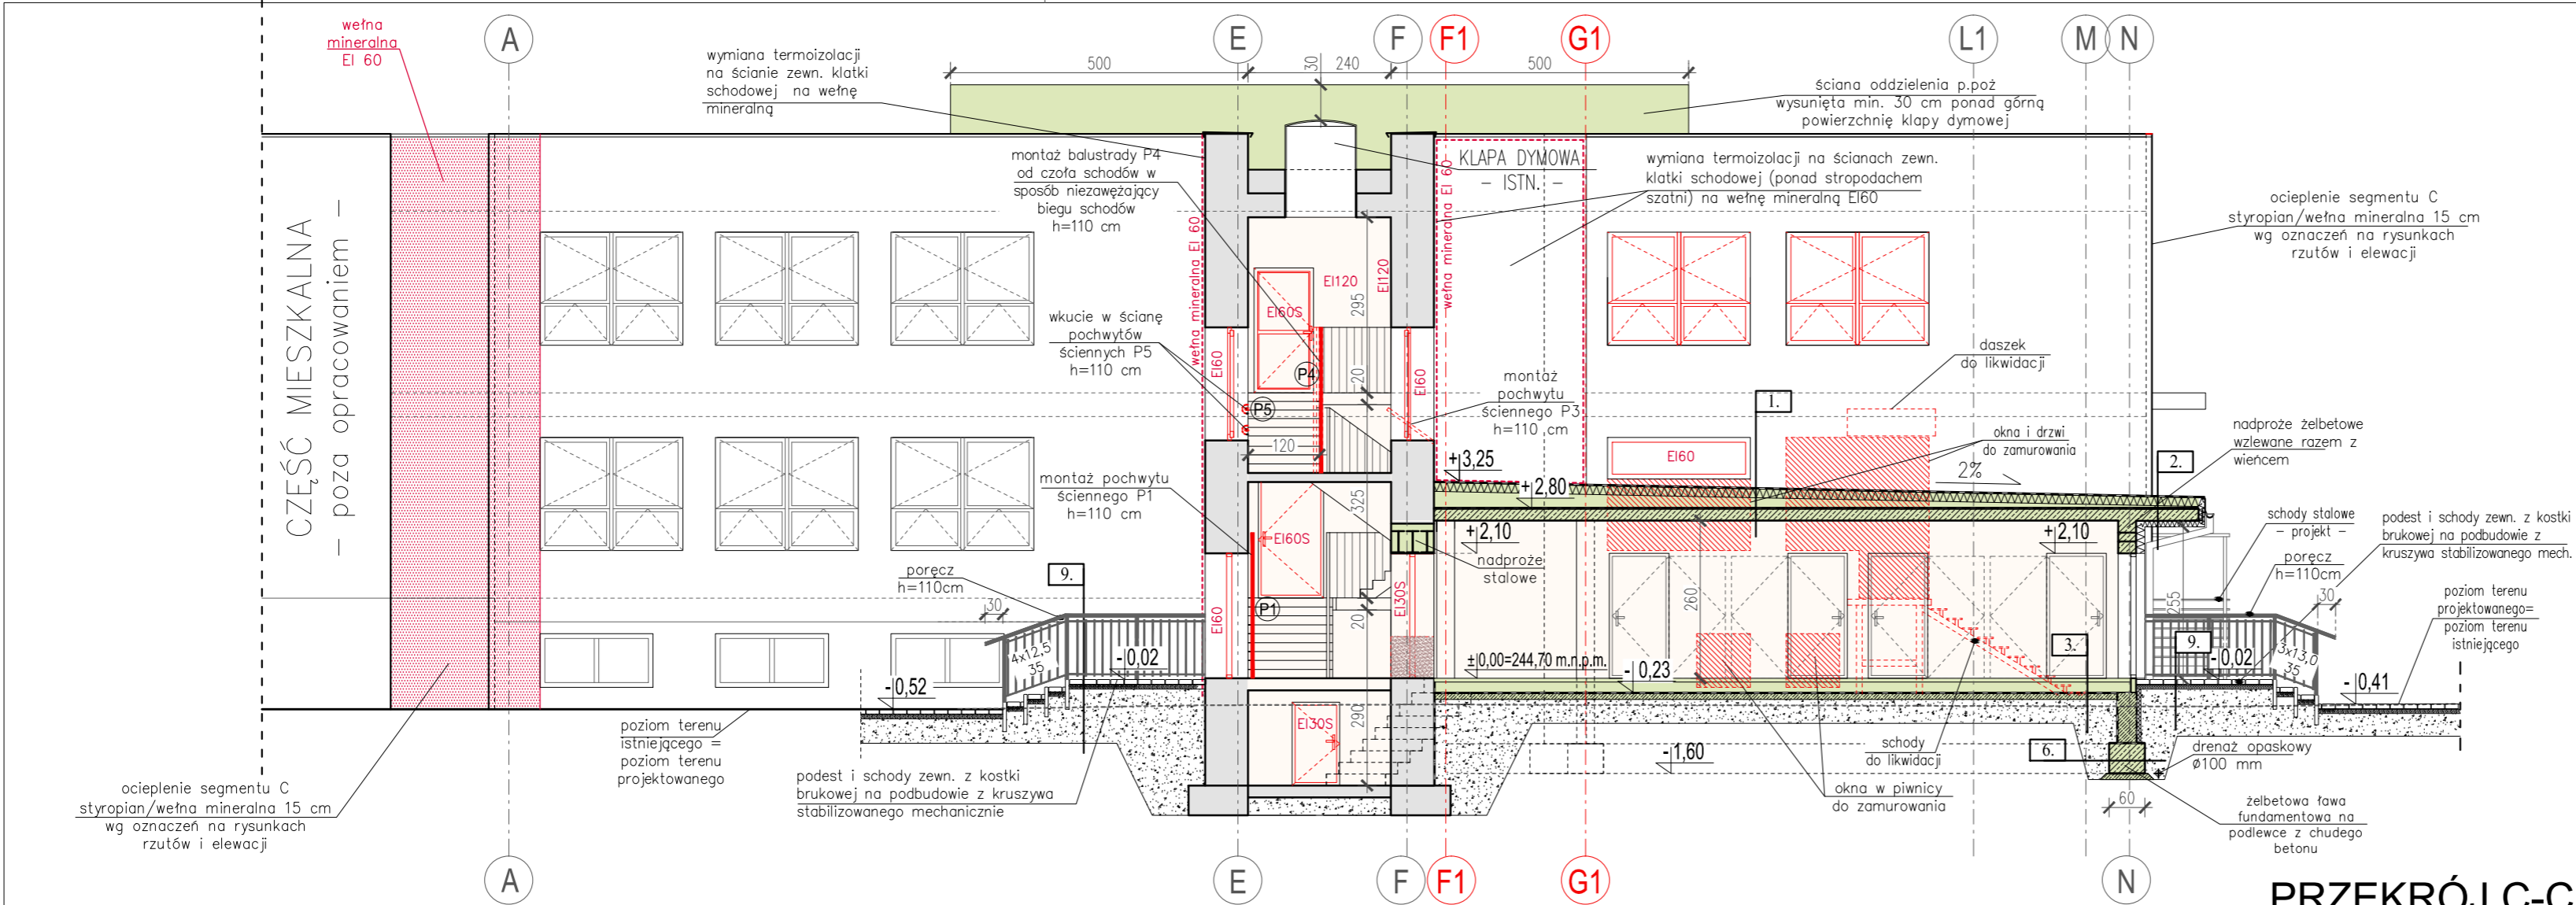 A
E
F
F1
G1
L1
M
N
wełna
mineralna
EI 60
wymiana termoizolacji
na ścianie zewn. klatki
schodowej na wełnę
mineralną
500
30
240
500
ściana oddzielenia p.poż
wysunięta min. 30 cm ponad górną
powierzchnię klapy dymowej
montaż balustrady P4
od czoła schodów w
sposób niezawężający
biegu schodów
h=110 cm
KLAPA DYMOWA
- ISTN. -
wymiana termoizolacji na ścianach zewn.
klatki schodowej (ponad stropodachem
szatni) na wełnę mineralną EI60
ocieplenie segmentu C
styropian/wełna mineralna 15 cm
wg oznaczeń na rysunkach
rzutów i elewacji
CZĘŚĆ MIESZKALNA
- poza opracowaniem -
wełna mineralna EI 60
wełna mineralna EI 60
EI120
EI120
295
EI60S
wkucie w ścianę
pochwytów
ściennych P5
h=110 cm
EI60
P4
20
EI60
P5
120
montaż
pochwytu
ściennego P3
h=110 cm
daszek
do likwidacji
1.
okna i drzwi
do zamurowania
nadproże żelbetowe
wzlewane razem z
wieńcem
2.
EI60
+3,25
2%
+2,80
montaż pochwytu
ściennego P1
h=110 cm
325
+2,10
+2,10
EI60S
nadproże
stalowe
schody stalowe
- projekt -
poręcz
h=110cm
podest i schody zewn. z kostki
brukowej na podbudowie z
kruszywa stabilizowanego mech.
poręcz
h=110cm
9.
30
EI60
P1
20
EI30S
260
255
30
poziom terenu
projektowanego=
poziom terenu
istniejącego
4x12,5
35
-0,02
±0,00=244,70 m.n.p.m.
-0,23
3.
9.
-0,02
3x13,0
35
-0,52
-0,41
poziom terenu
istniejącego =
poziom terenu
projektowanego
EI30S
290
-1,60
schody
do likwidacji
6.
drenaż opaskowy
Ø100 mm
podest i schody zewn. z kostki
brukowej na podbudowie z kruszywa
stabilizowanego mechanicznie
okna w piwnicy
do zamurowania
60
żelbetowa ława
fundamentowa na
podlewce z chudego
betonu
ocieplenie segmentu C
styropian/wełna mineralna 15 cm
wg oznaczeń na rysunkach
rzutów i elewacji
A
E
F
F1
G1
N
PRZEKRÓJ C-C